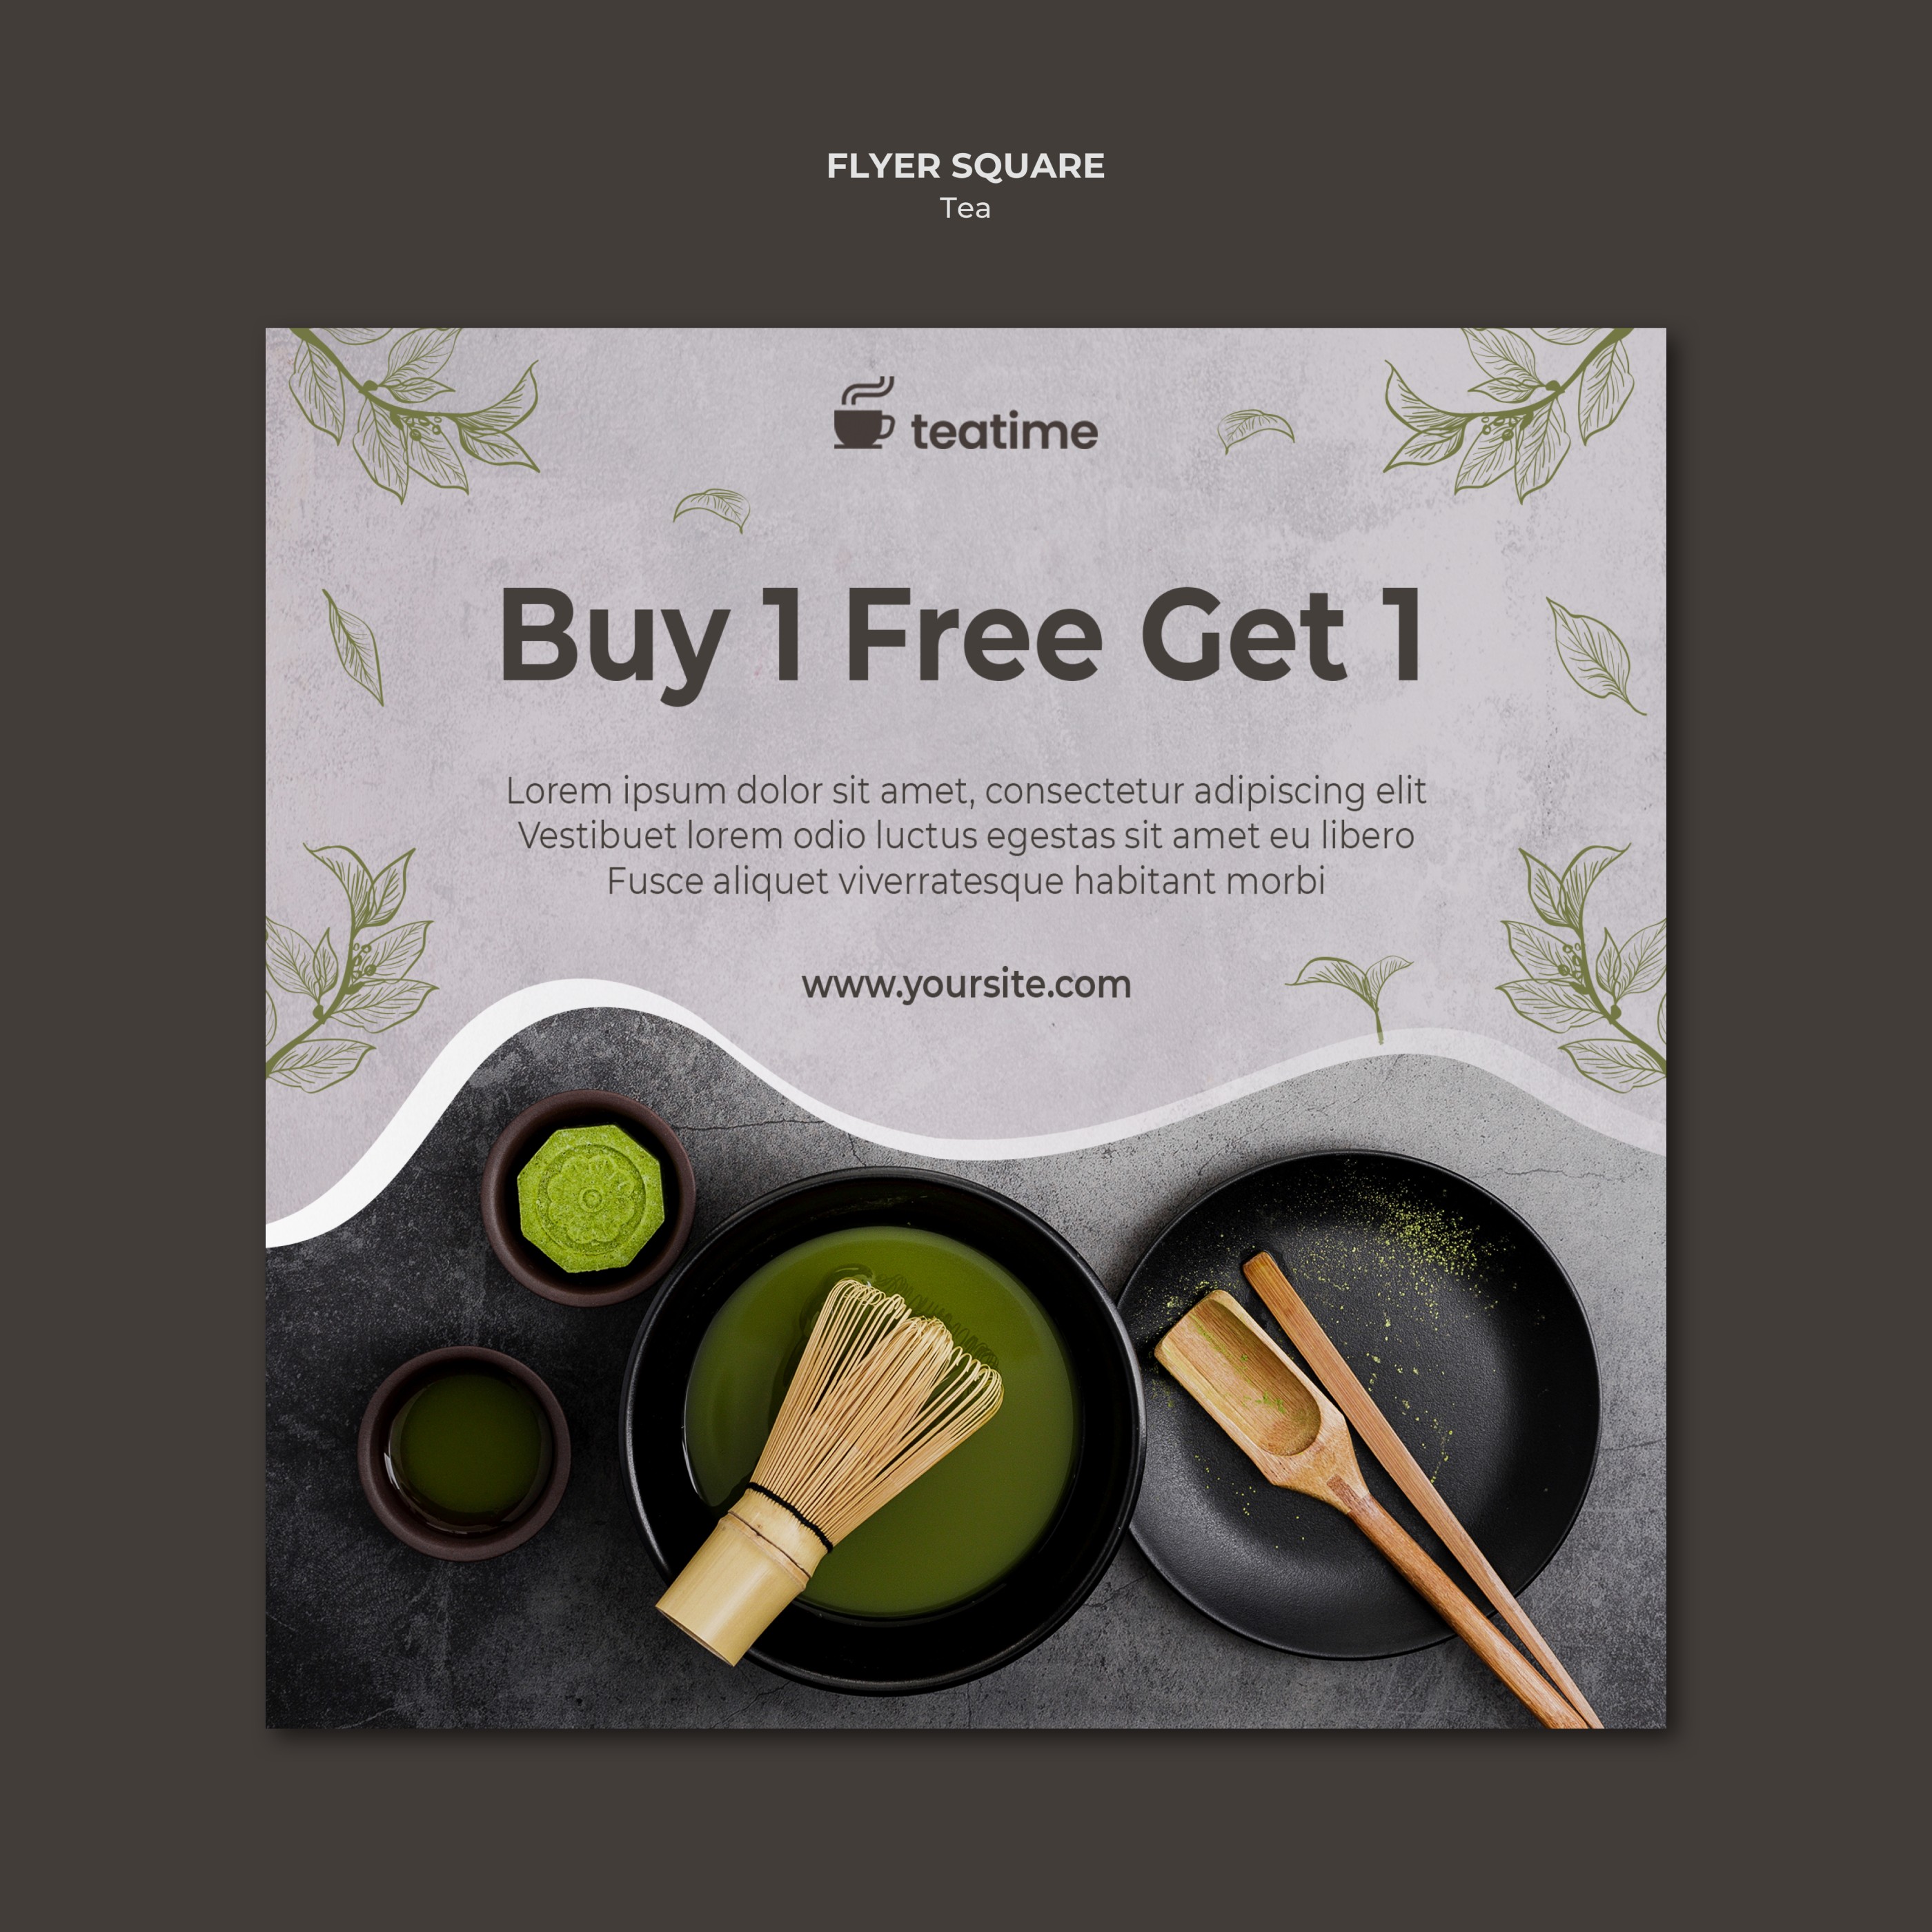 FLYER SQUARE
Tea
teatime
Buy 1 Free Get 1
Lorem ipsum dolor sit amet, consectetur adipiscing elit
Vestibuet lorem odio luctus egestas sit amet eu libero
Fusce aliquet viverratesque habitant morbi
www.yoursite.com